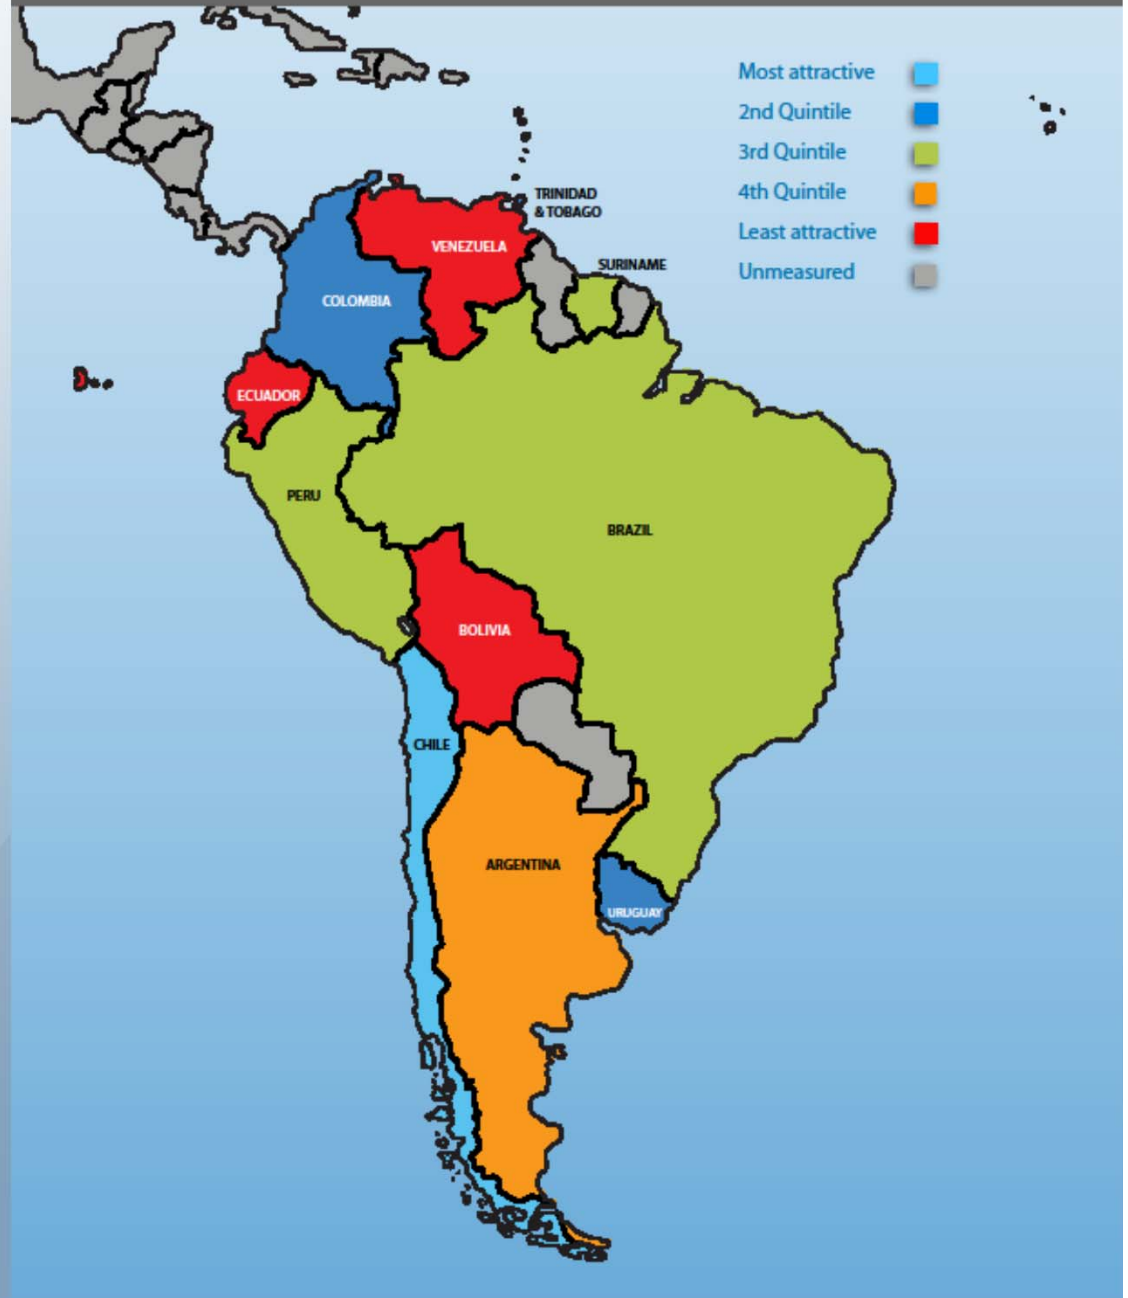 Most attractive
2nd Quintile
3rd Quintile
4th Quintile
Least attractive
Unmeasured
TRINIDAD
& TOBAGO
VENEZUELA
SURINAME
COLOMBIA
ECUADOR
PERU
BRAZIL
BOLIVIA
CHILE
ARGENTINA
URUGUAY